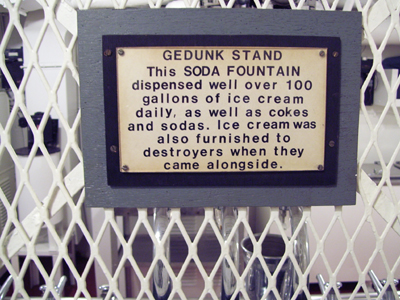 GEDUNK STAND
This SODA FOUNTAIN
dispensed well over 100
gallons of ice cream
daily, as well as cokes
and sodas. Ice cream was
also furnished to
destroyers when they
came alongside.